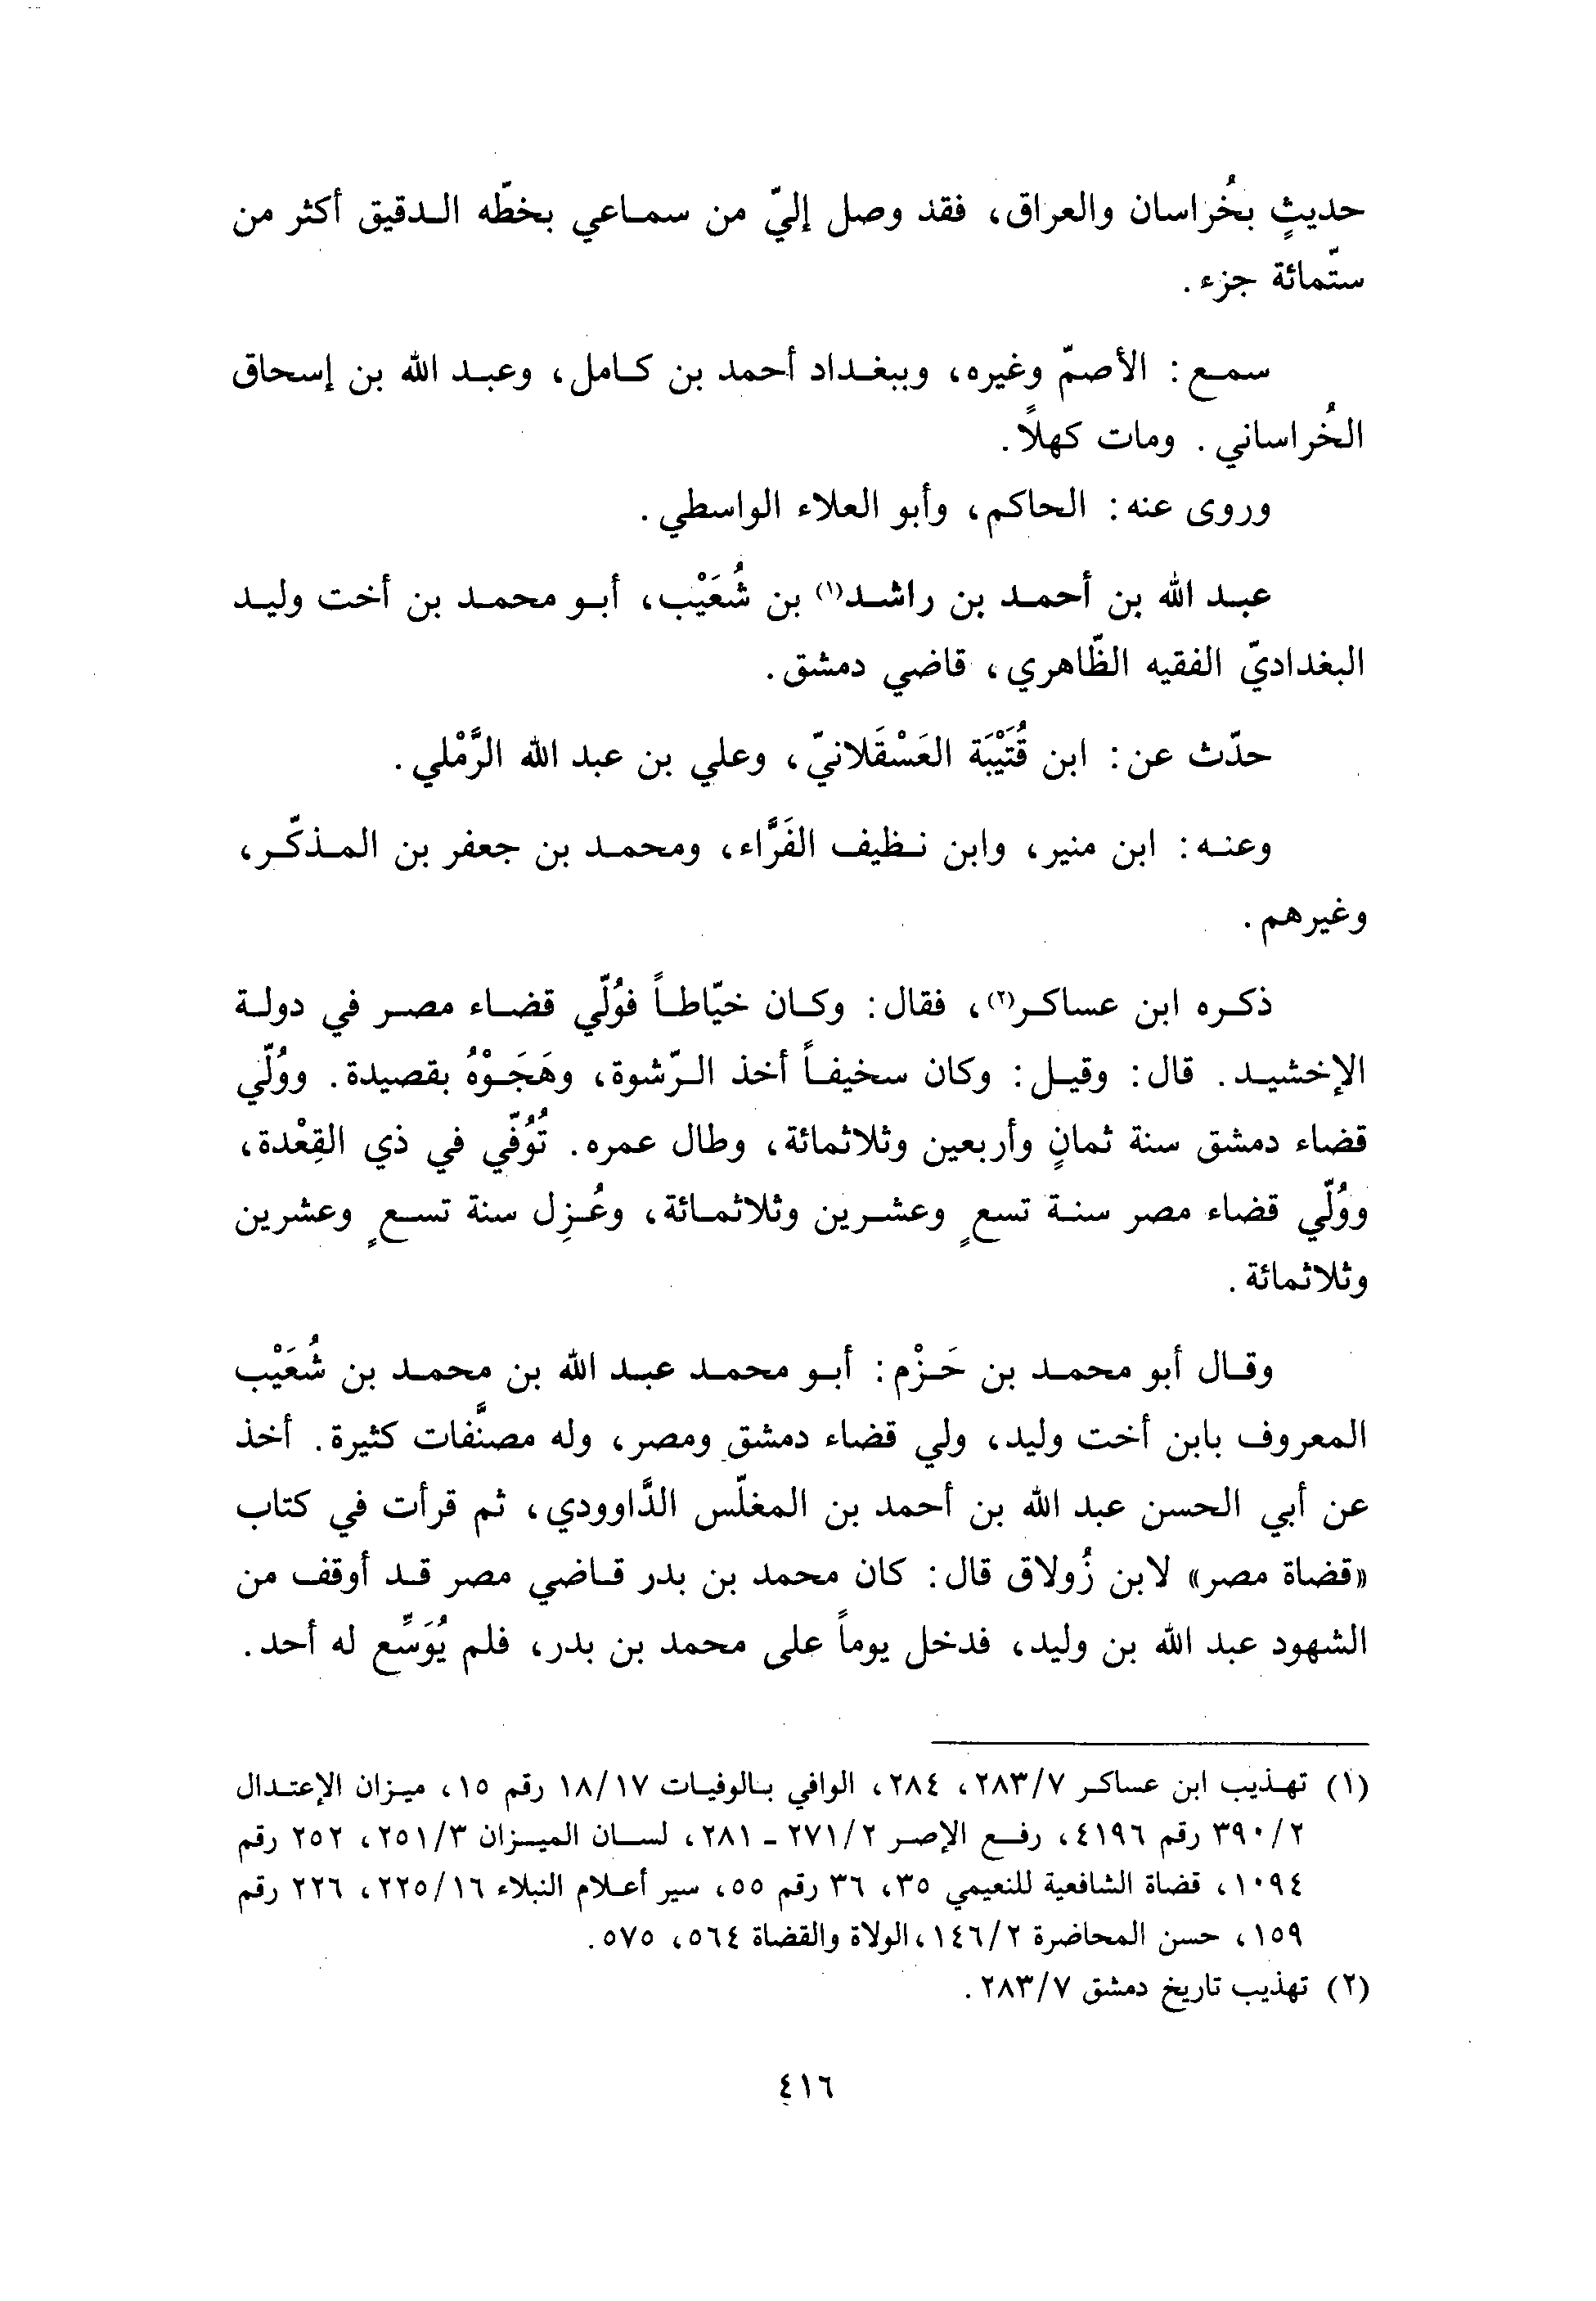 حديثٍ بخُراسان والعراق، فقد وصل إليّ من سماعي بخطّه الدقيق أكثر من
ستّمائة جزء.
سمع: الأصمّ وغيره، وببغداد أحمد بن كامل، وعبد الله بن إسحاق
الخُراساني. ومات كهلاً.
وروى عنه: الحاكم، وأبو العلاء الواسطي.
عبد الله بن أحمد بن راشد(١) بن شُعَيْب، أبو محمد بن أخت وليد
البغداديّ الفقيه الظّاهري، قاضي دمشق.
حدّث عن: ابن قُتَيْبَة العَسْقَلانيّ، وعلي بن عبد الله الرَّمْلي.
وعنه: ابن منير، وابن نظيف الفَرَّاء، ومحمد بن جعفر بن المذكّر،
وغيرهم.
ذكره ابن عساكر(٢)، فقال: وكان خيّاطاً فوُلّي قضاء مصر في دولة
الإخشيد. قال: وقيل: وكان سخيفاً أخذ الرّشوة، وهَجَوْهُ بقصيدة. ووُلّي
قضاء دمشق سنة ثمانٍ وأربعين وثلاثمائة، وطال عمره. تُوُفّي في ذي القِعْدة،
ووُلّي قضاء مصر سنة تسعٍ وعشرين وثلاثمائة، وعُزِل سنة تسعٍ وعشرين
وثلاثمائة.
وقال أبو محمد بن حَزْم: أبو محمد عبد الله بن محمد بن شُعَيْب
المعروف بابن أخت وليد، ولي قضاء دمشق ومصر، وله مصنَّفات كثيرة. أخذ
عن أبي الحسن عبد الله بن أحمد بن المغلّس الدَّاوودي، ثم قرأت في كتاب
«قضاة مصر» لابن زُولاق قال: كان محمد بن بدر قاضي مصر قد أوقف من
الشهود عبد الله بن وليد، فدخل يوماً على محمد بن بدر، فلم يُوَسِّع له أحد.
(١) تهذيب ابن عساكر ٢٨٣/٧، ٢٨٤، الوافي بالوفيات ١٨/١٧ رقم ١٥، ميزان الإعتدال
٣٩٠/٢ رقم ٤١٩٦، رفع الإصر ٢٧١/٢ - ٢٨١، لسان الميزان ٢٥١/٣، ٢٥٢ رقم
١٠٩٤، قضاة الشافعية للنعيمي ٣٥، ٣٦ رقم ٥٥، سير أعلام النبلاء ٢٢٥/١٦، ٢٢٦ رقم
١٥٩، حسن المحاضرة ١٤٦/٢، الولاة والقضاة ٥٦٤، ٥٧٥.
(٢) تهذيب تاريخ دمشق ٢٨٣/٧.
٤١٦